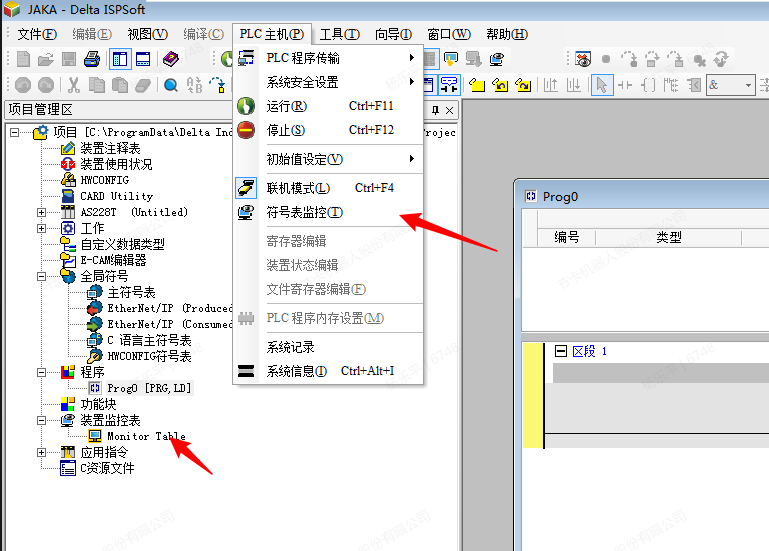 JAKA - Delta ISPSoft
文件(F) 编辑(E) 视图(V) 编译(C) PLC 主机(P) 工具(T) 向导(I) 窗口(W) 帮助(H)
PLC 程序传输
系统安全设置
运行(R) Ctrl+F11
停止(S) Ctrl+F12
初始值设定(V)
联机模式(L) Ctrl+F4
符号表监控(T)
寄存器编辑
装置状态编辑
文件寄存器编辑(F)
PLC 程序内存设置(M)
系统记录
系统信息(I) Ctrl+Alt+I
&
项目管理区
项目 [C:\ProgramData\Delta Ind
Projec
装置注释表
装置使用状况
HWCONFIG
CARD Utility
AS228T (Untitled)
工作
自定义数据类型
E-CAM编辑器
全局符号
主符号表
EtherNet/IP (Produced
EtherNet/IP (Consumed
C 语言主符号表
HWCONFIG符号表
程序
Prog0 [PRG,LD]
功能块
装置监控表
Monitor Table
应用指令
C资源文件
Prog0
编号 类型
区段 1